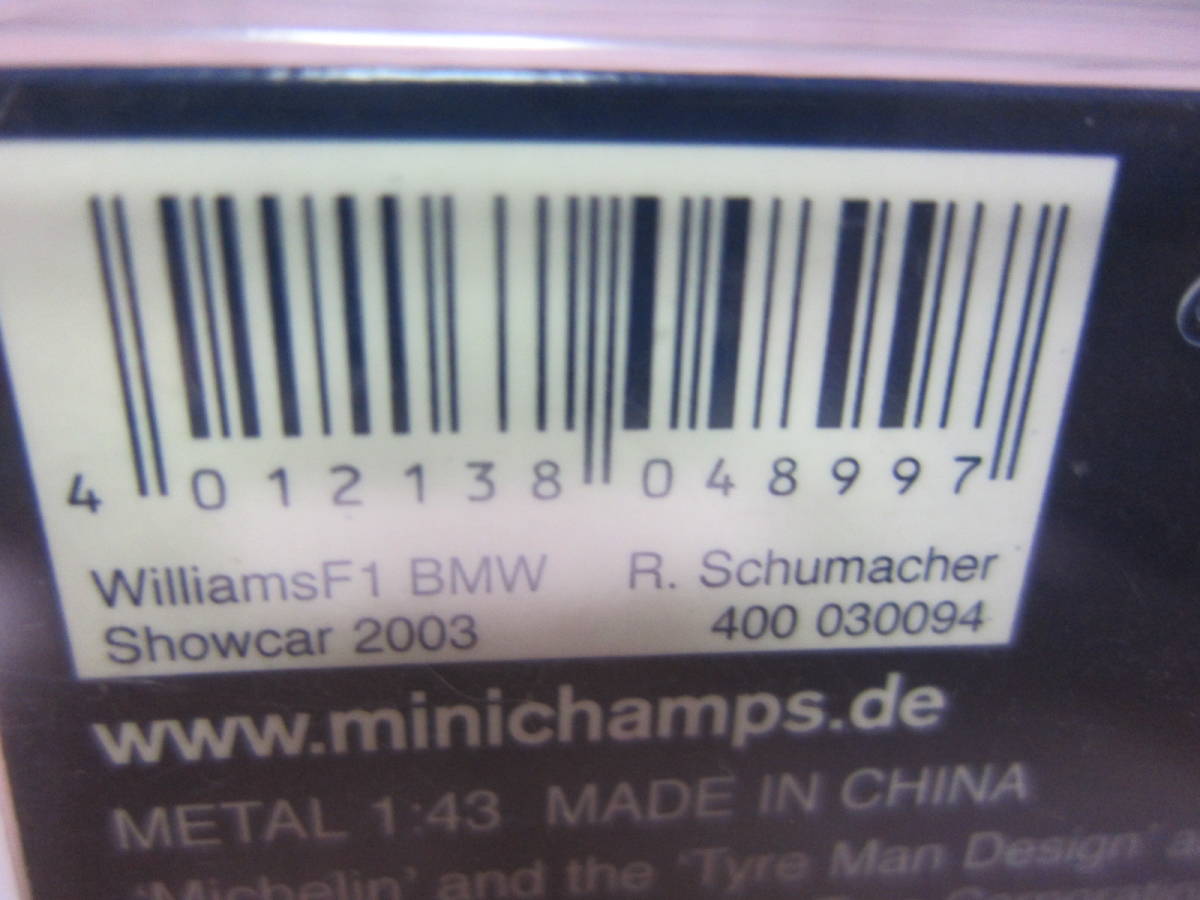 4 012138 048997
WilliamsF1 BMW R. Schumacher
Showcar 2003 400 030094
www.minichamps.de
METAL 1:43 MADE IN CHINA
'Michelin' and the 'Tyre Man Design'